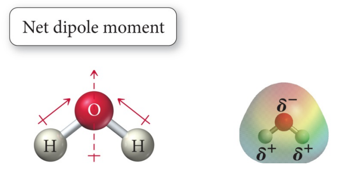 Net dipole moment
O
H H
δ⁻
δ⁺ δ⁺